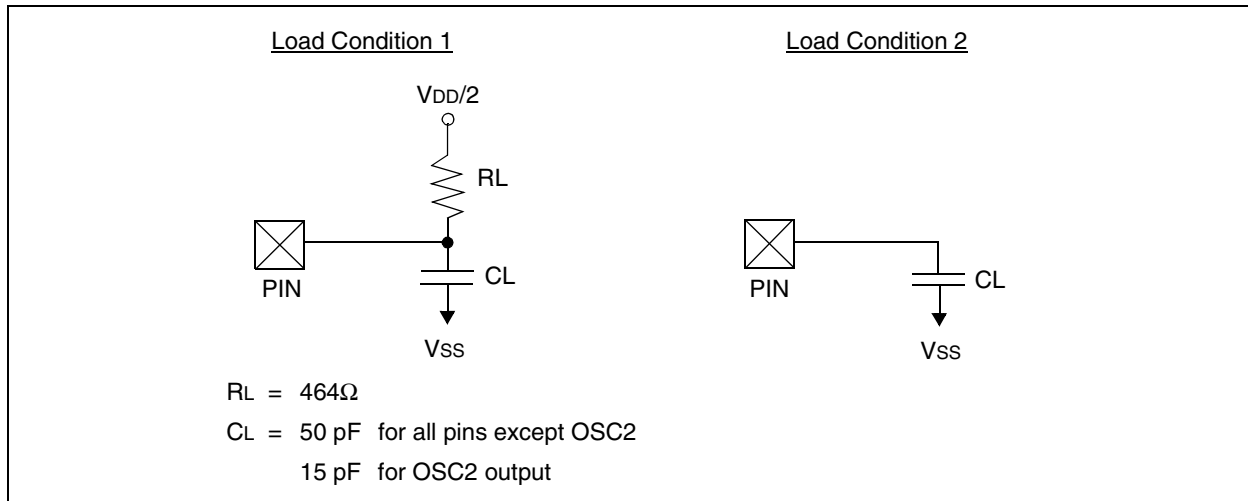 Load Condition 1
Load Condition 2
VDD/2
RL
PIN
CL
VSS
PIN
CL
VSS
RL = 464Ω
CL = 50 pF for all pins except OSC2
15 pF for OSC2 output